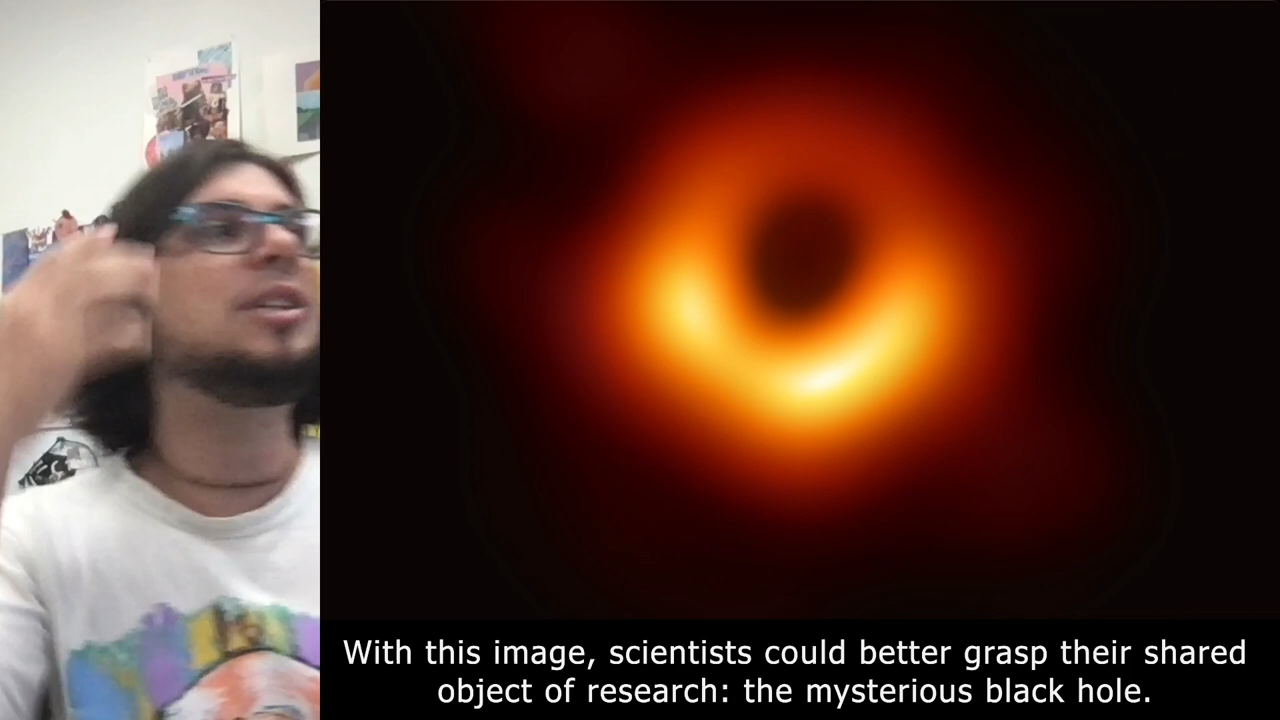 With this image, scientists could better grasp their shared
object of research: the mysterious black hole.